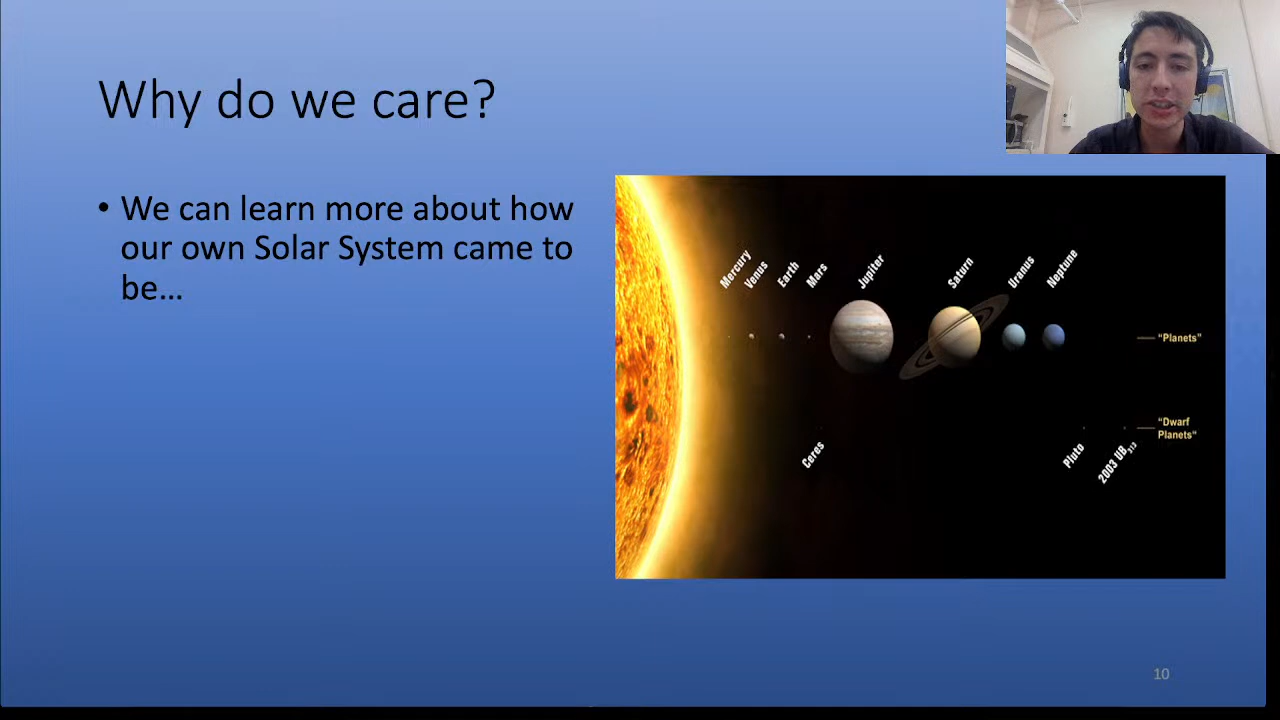 Why do we care?
• We can learn more about how
our own Solar System came to
be...
Mercury
Venus
Earth
Mars
Jupiter
Saturn
Uranus
Neptune
"Planets"
Ceres
Pluto
2003 UB313
"Dwarf
Planets"
10